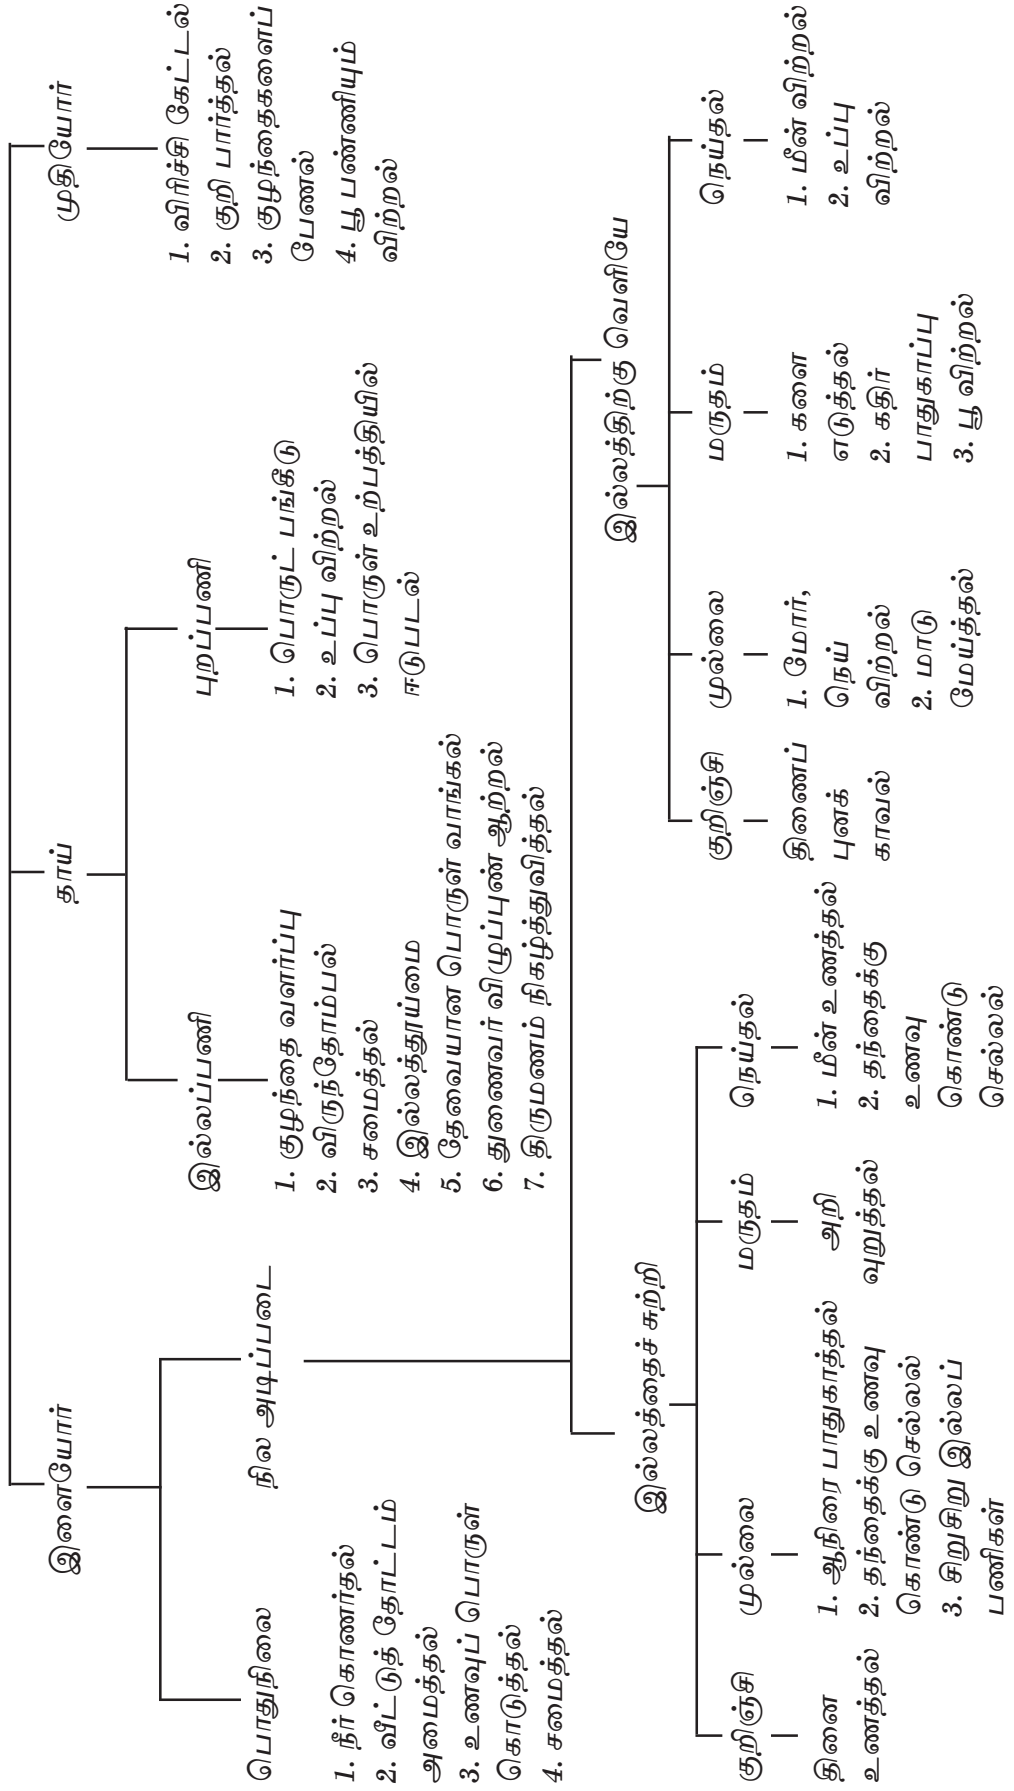 இளையோர்
தாய்
முதியோர்
பொதுநிலை
நில அடிப்படை
இல்லப்பணி
புறப்பணி
1. விரிச்சி கேட்டல்
2. குறி பார்த்தல்
3. குழந்தைகளைப்
பேணல்
4. பூ பண்ணியும்
விற்றல்
1. நீர் கொணர்தல்
2. வீட்டுத் தோட்டம்
அமைத்தல்
3. உணவுப் பொருள்
கொடுத்தல்
4. சமைத்தல்
1. குழந்தை வளர்ப்பு
2. விருந்தோம்பல்
3. சமைத்தல்
4. இல்லத்தூய்மை
5. தேவையான பொருள் வாங்கல்
6. துணைவர் விழுப்புண் ஆற்றல்
7. திருமணம் நிகழ்த்துவித்தல்
1. பொருட் பங்கீடு
2. உப்பு விற்றல்
3. பொருள் உற்பத்தியில்
ஈடுபடல்
இல்லத்தைச் சுற்றி
இல்லத்திற்கு வெளியே
குறிஞ்சி
முல்லை
மருதம்
நெய்தல்
குறிஞ்சி
முல்லை
மருதம்
நெய்தல்
தினை
உணத்தல்
1. ஆநிரை பாதுகாத்தல்
2. தந்தைக்கு உணவு
கொண்டு செல்லல்
3. சிறுசிறு இல்லப்
பணிகள்
அறி
வுறுத்தல்
1. மீன் உணத்தல்
2. தந்தைக்கு
உணவு
கொண்டு
செல்லல்
திணைப்
புனக்
காவல்
1. மோர்,
நெய்
விற்றல்
2. மாடு
மேய்த்தல்
1. களை
எடுத்தல்
2. கதிர்
பாதுகாப்பு
3. பூ விற்றல்
1. மீன் விற்றல்
2. உப்பு
விற்றல்